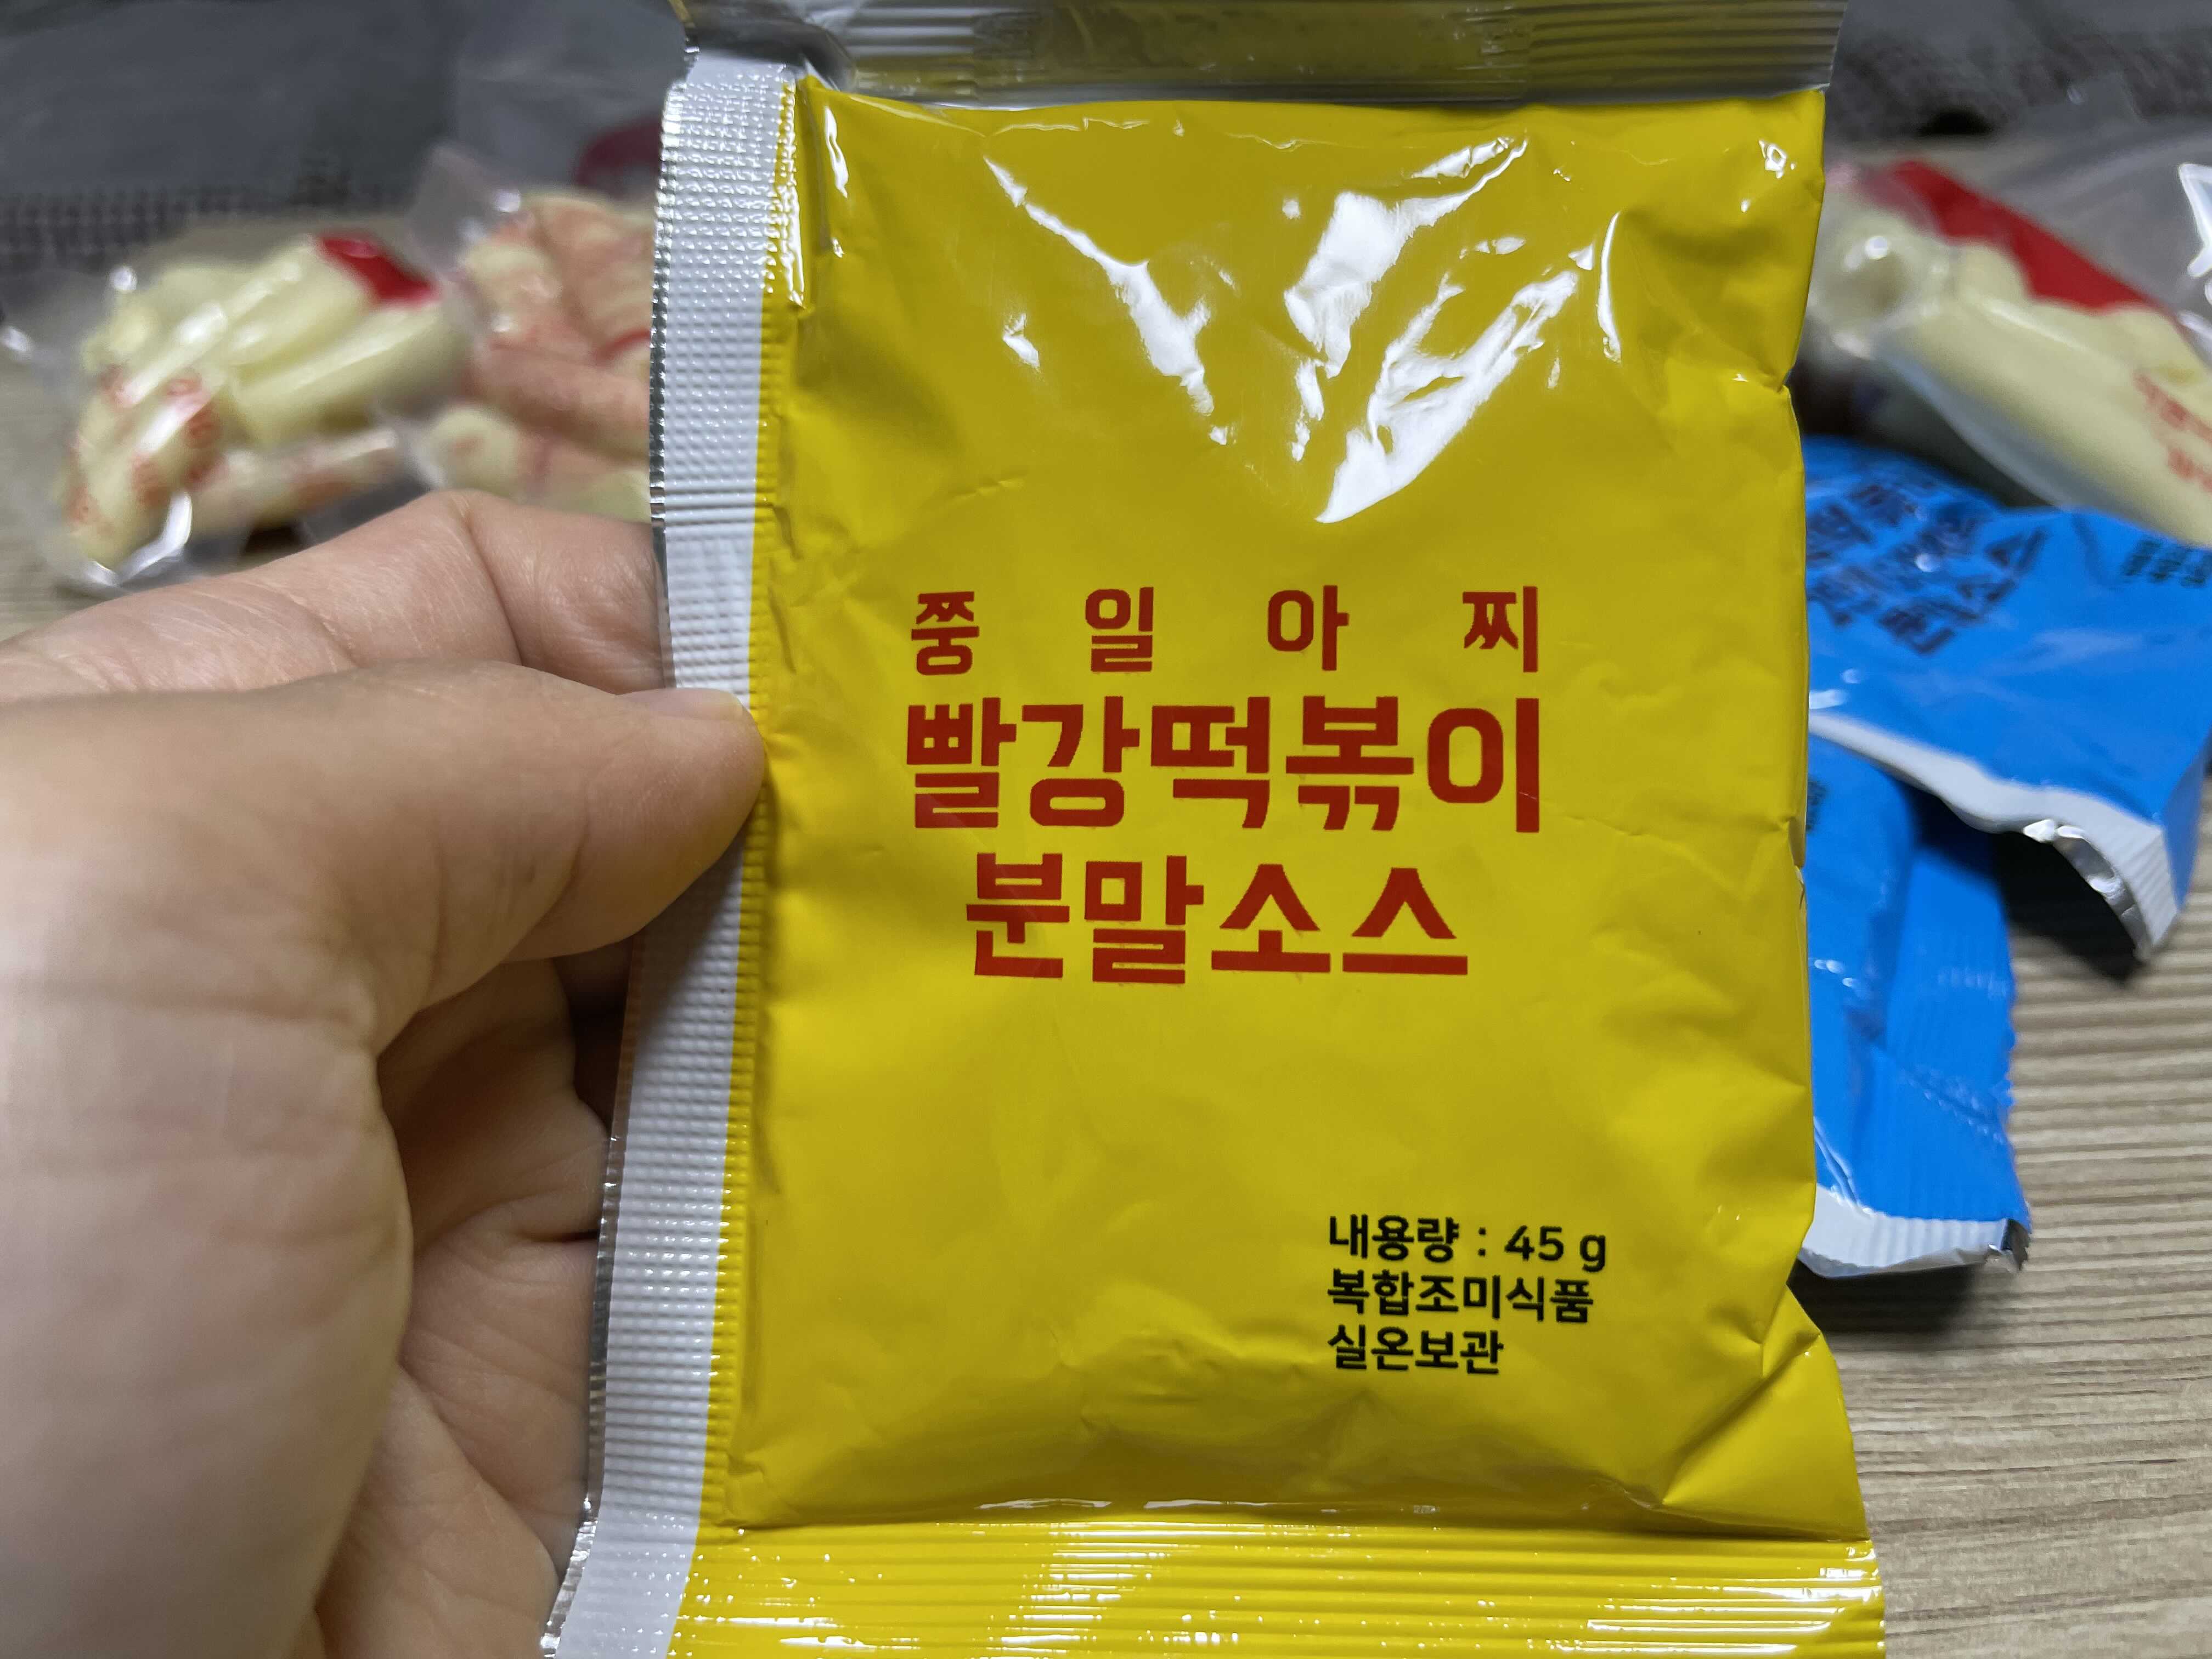 쭝일아찌
빨강떡볶이
분말소스
내용량 : 45 g
복합조미식품
실온보관